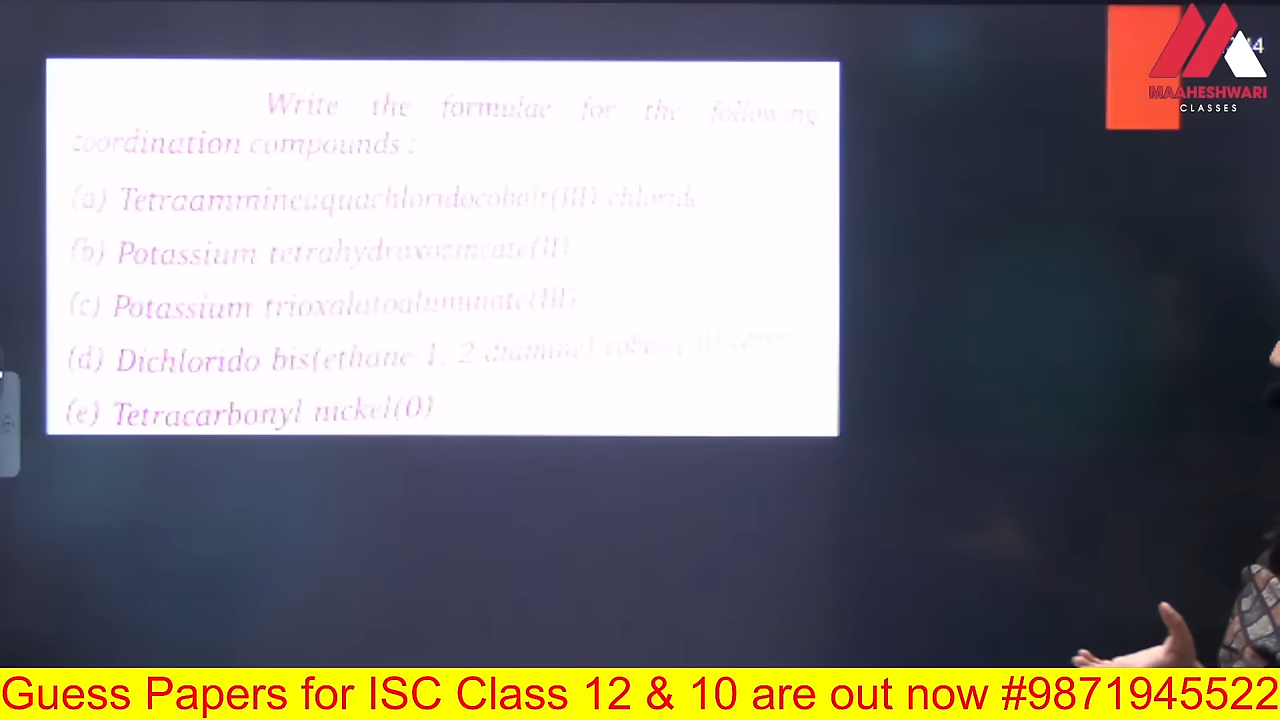 Write the formulae for the following
coordination compounds :
(a) Tetraammineaquachloridocobalt(III) chloride
(b) Potassium tetrahydroxozincate(II)
(c) Potassium trioxalatoaluminate(III)
(d) Dichlorido bis(ethane 1, 2 diammine)
(e) Tetracarbonyl nickel(0)
MAAHESHWARI
CLASSES
Guess Papers for ISC Class 12 & 10 are out now #9871945522